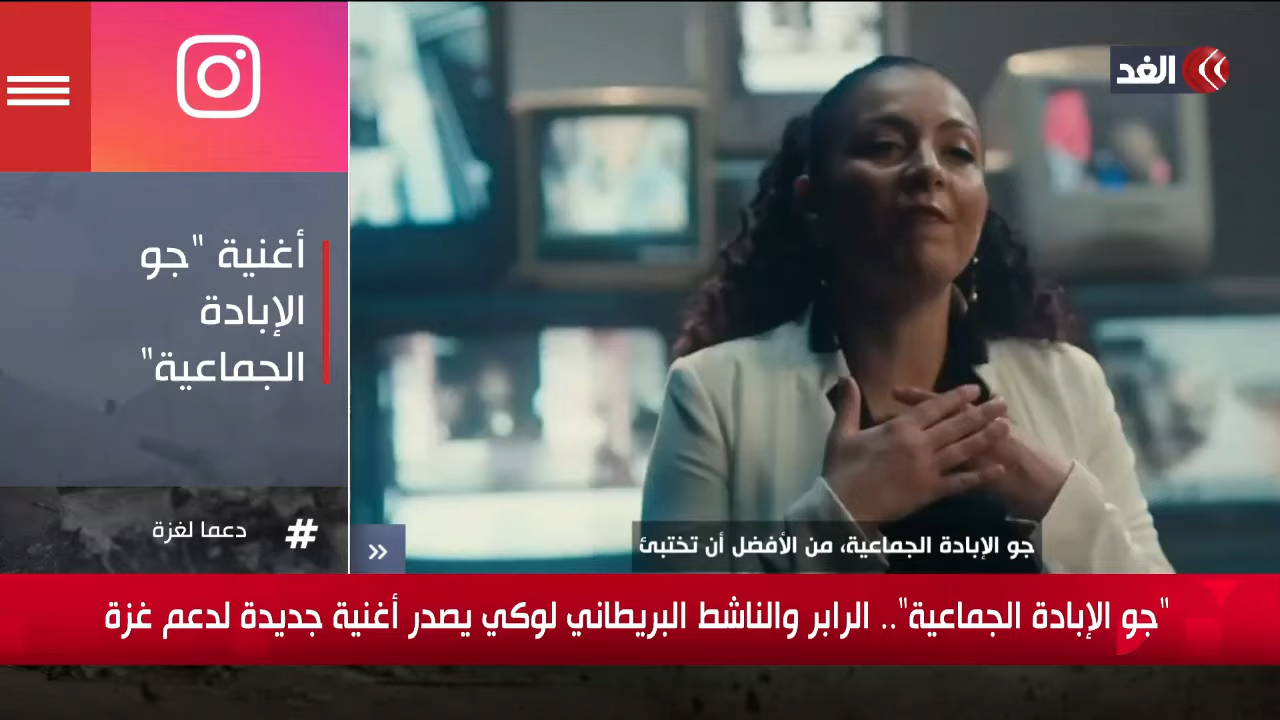 الغد
أغنية "جو
الإبادة
الجماعية"
# دعما لغزة
جو الإبادة الجماعية، من الأفضل أن تختبئ
"جو الإبادة الجماعية".. الرابر والناشط البريطاني لوكي يصدر أغنية جديدة لدعم غزة